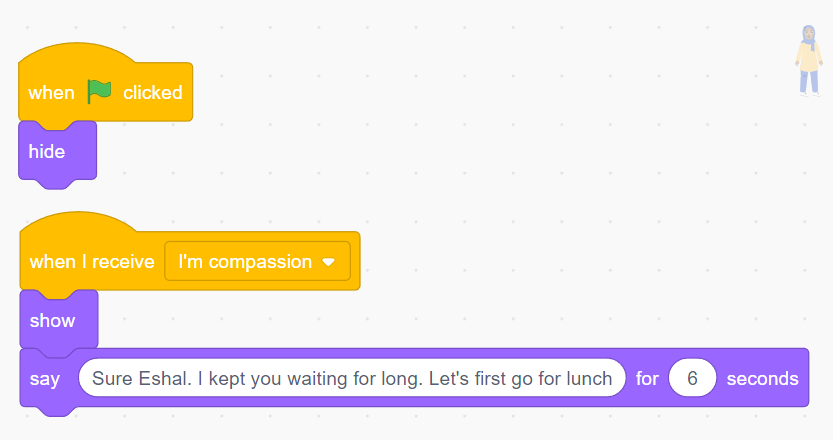 when clicked
hide
when I receive I'm compassion
show
say Sure Eshal. I kept you waiting for long. Let's first go for lunch for 6 seconds